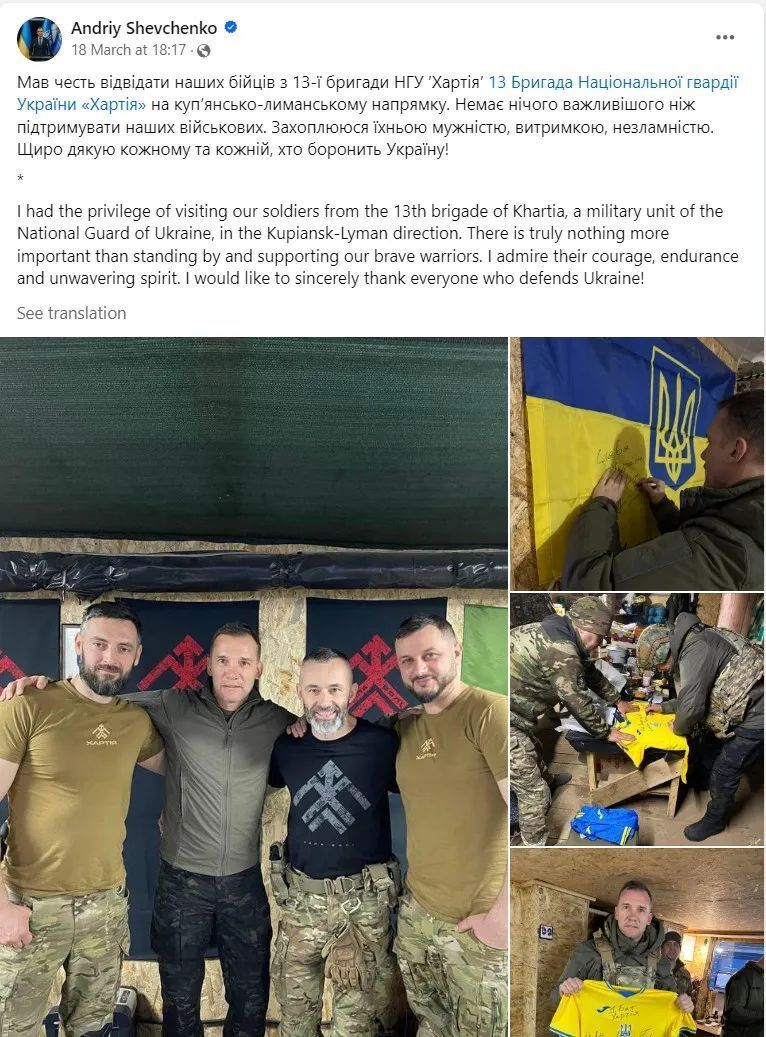 Andriy Shevchenko
18 March at 18:17 ·
Мав честь відвідати наших бійців з 13-ї бригади НГУ ’Хартія’ 13 Бригада Національної гвардії
України «Хартія» на куп’янсько-лиманському напрямку. Немає нічого важливішого ніж
підтримувати наших військових. Захоплююся їхньою мужністю, витримкою, незламністю.
Щиро дякую кожному та кожній, хто боронить Україну!
*
I had the privilege of visiting our soldiers from the 13th brigade of Khartia, a military unit of the
National Guard of Ukraine, in the Kupiansk-Lyman direction. There is truly nothing more
important than standing by and supporting our brave warriors. I admire their courage, endurance
and unwavering spirit. I would like to sincerely thank everyone who defends Ukraine!
See translation
Слава
ХАРТІЯ
ХАРТІЯ